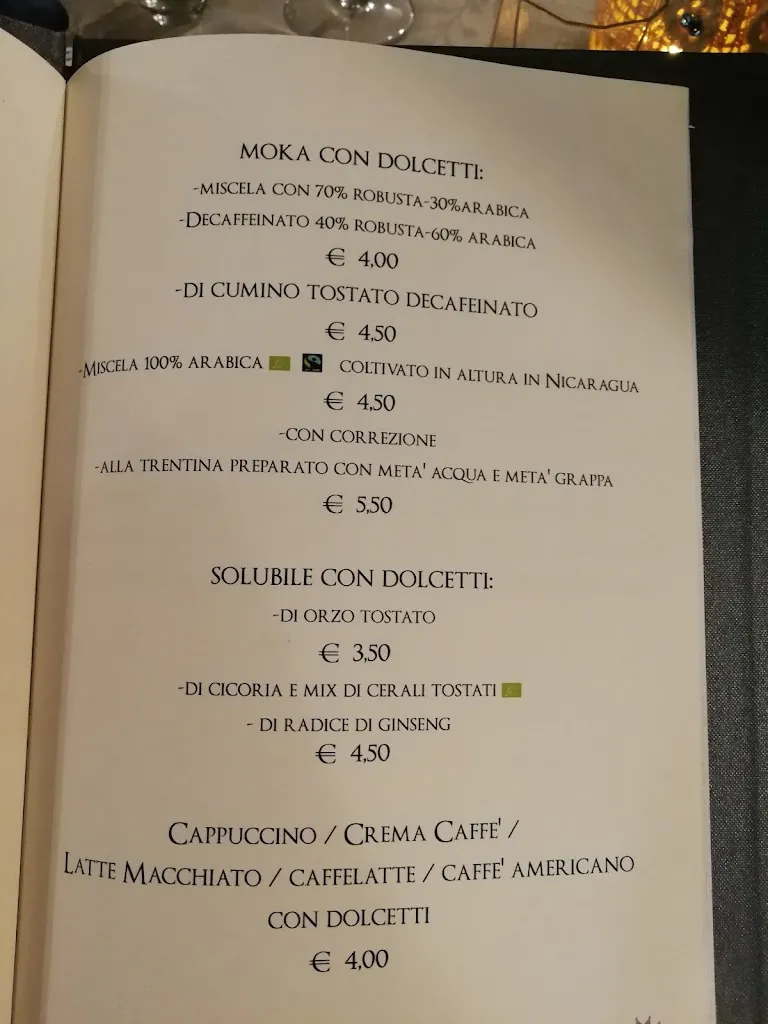 MOKA CON DOLCETTI:
-MISCELA CON 70% ROBUSTA-30%ARABICA
-DECAFFEINATO 40% ROBUSTA-60% ARABICA
€ 4,00
-DI CUMINO TOSTATO DECAFEINATO
€ 4,50
-MISCELA 100% ARABICA COLTIVATO IN ALTURA IN NICARAGUA
€ 4,50
-CON CORREZIONE
-ALLA TRENTINA PREPARATO CON META' ACQUA E META' GRAPPA
€ 5,50
SOLUBILE CON DOLCETTI:
-DI ORZO TOSTATO
€ 3,50
-DI CICORIA E MIX DI CERALI TOSTATI
- DI RADICE DI GINSENG
€ 4,50
CAPPUCCINO / CREMA CAFFE' /
LATTE MACCHIATO / CAFFELATTE / CAFFE' AMERICANO
CON DOLCETTI
€ 4,00